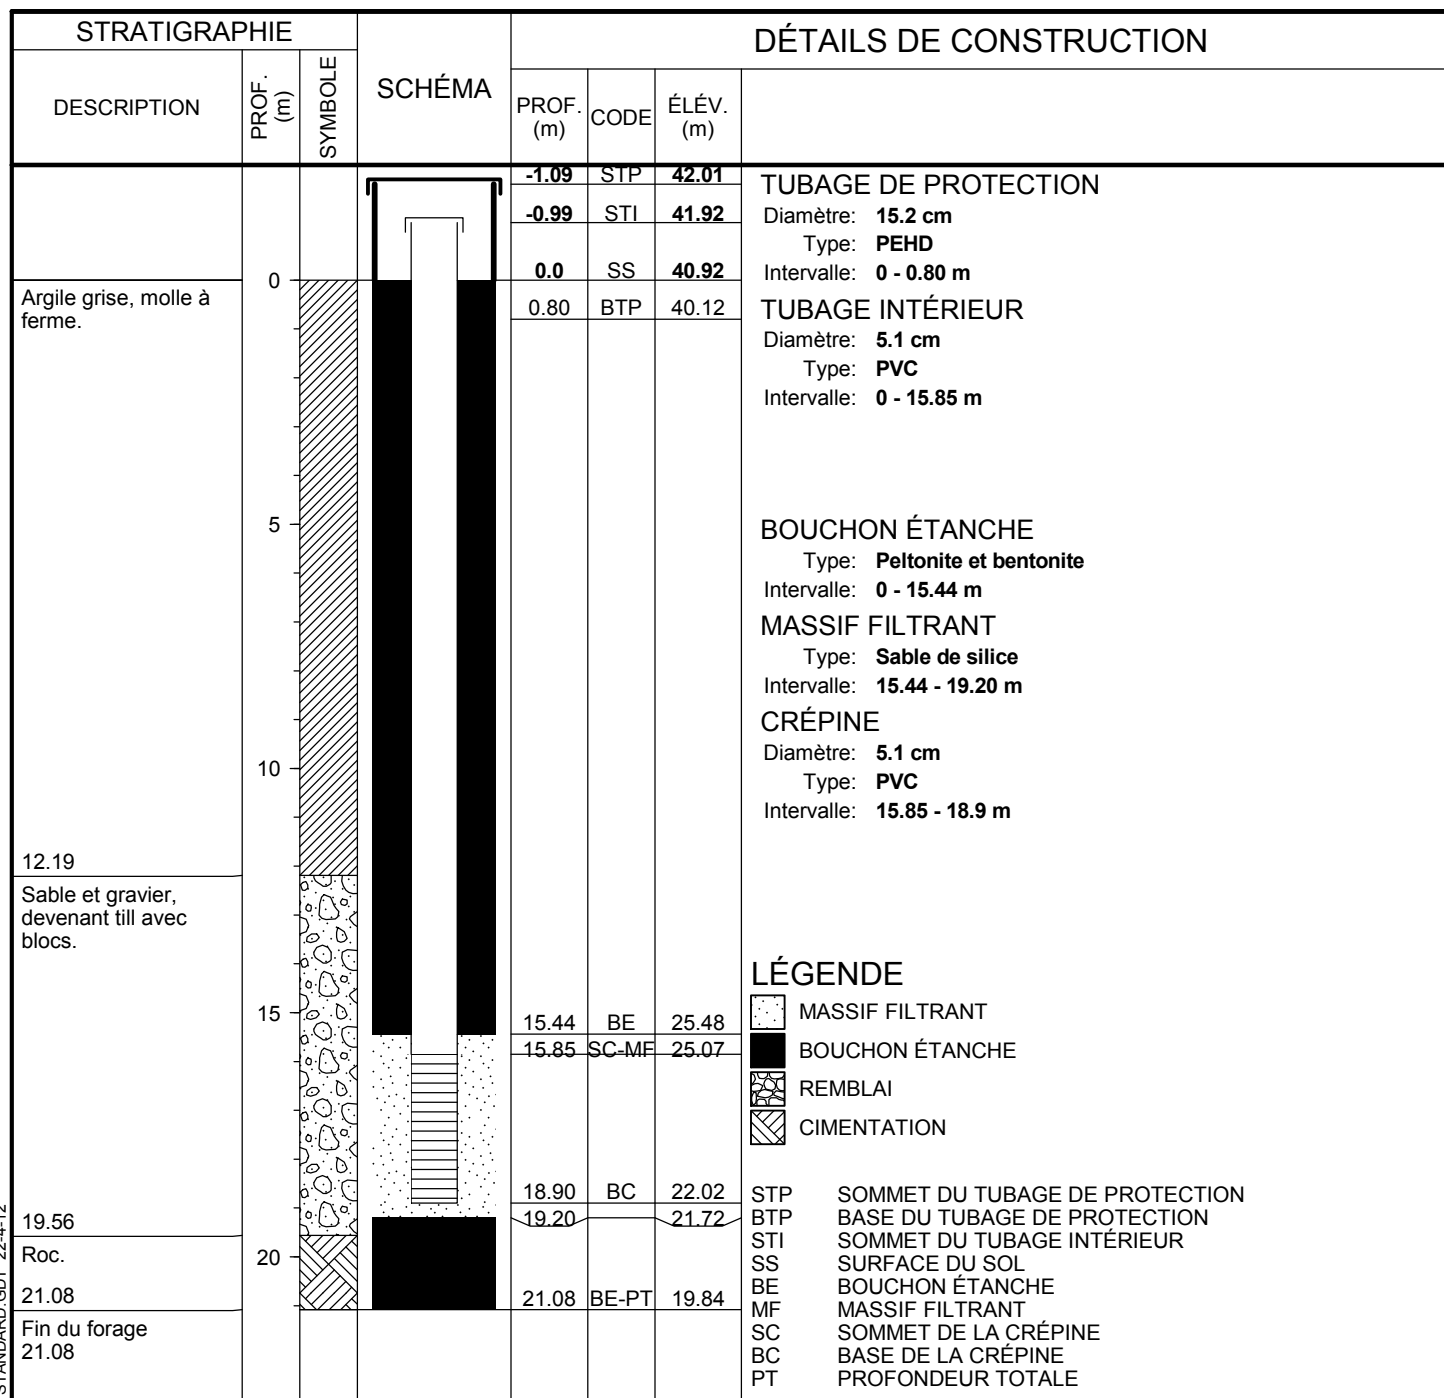 STRATIGRAPHIE
DESCRIPTION
PROF. (m)
SYMBOLE
SCHÉMA
DÉTAILS DE CONSTRUCTION
PROF. (m)
CODE
ÉLÉV. (m)
-1.09 STP 42.01
-0.99 STI 41.92
0.0 SS 40.92
0.80 BTP 40.12
15.44 BE 25.48
15.85 SC-MF 25.07
18.90 BC 22.02
19.20 21.72
21.08 BE-PT 19.84
Argile grise, molle à
ferme.
12.19
Sable et gravier,
devenant till avec
blocs.
19.56
Roc.
21.08
Fin du forage
21.08
0
5
10
15
20
TUBAGE DE PROTECTION
Diamètre: 15.2 cm
Type: PEHD
Intervalle: 0 - 0.80 m
TUBAGE INTÉRIEUR
Diamètre: 5.1 cm
Type: PVC
Intervalle: 0 - 15.85 m
BOUCHON ÉTANCHE
Type: Peltonite et bentonite
Intervalle: 0 - 15.44 m
MASSIF FILTRANT
Type: Sable de silice
Intervalle: 15.44 - 19.20 m
CRÉPINE
Diamètre: 5.1 cm
Type: PVC
Intervalle: 15.85 - 18.9 m
LÉGENDE
MASSIF FILTRANT
BOUCHON ÉTANCHE
REMBLAI
CIMENTATION
STP SOMMET DU TUBAGE DE PROTECTION
BTP BASE DU TUBAGE DE PROTECTION
STI SOMMET DU TUBAGE INTÉRIEUR
SS SURFACE DU SOL
BE BOUCHON ÉTANCHE
MF MASSIF FILTRANT
SC SOMMET DE LA CRÉPINE
BC BASE DE LA CRÉPINE
PT PROFONDEUR TOTALE
STANDARD.GDT 22-4-12